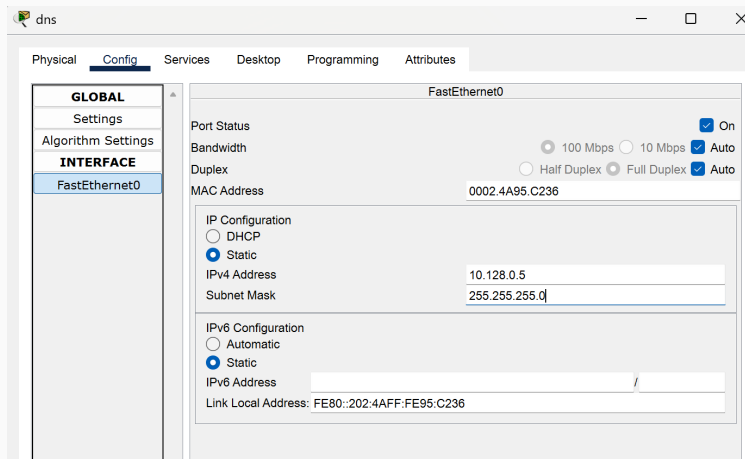 dns
Physical Config Services Desktop Programming Attributes
GLOBAL
Settings
Algorithm Settings
INTERFACE
FastEthernet0
FastEthernet0
Port Status On
Bandwidth 100 Mbps 10 Mbps Auto
Duplex Half Duplex Full Duplex Auto
MAC Address 0002.4A95.C236
IP Configuration
DHCP
Static
IPv4 Address 10.128.0.5
Subnet Mask 255.255.255.0
IPv6 Configuration
Automatic
Static
IPv6 Address /
Link Local Address: FE80::202:4AFF:FE95:C236